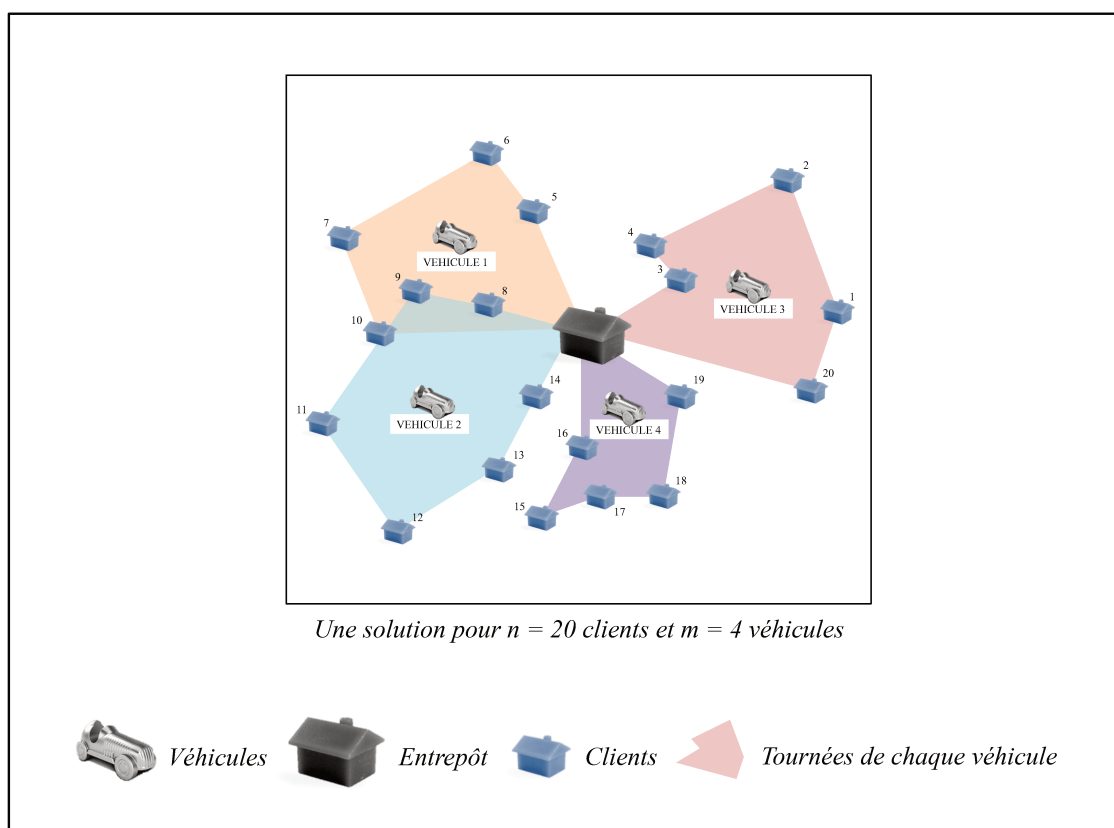 6
2
5
7
4
VEHICULE 1
3
9
8
VEHICULE 3
1
10
14
19
20
11
VEHICULE 2
VEHICULE 4
16
13
18
15
17
12
Une solution pour n = 20 clients et m = 4 véhicules
Véhicules
Entrepôt
Clients
Tournées de chaque véhicule